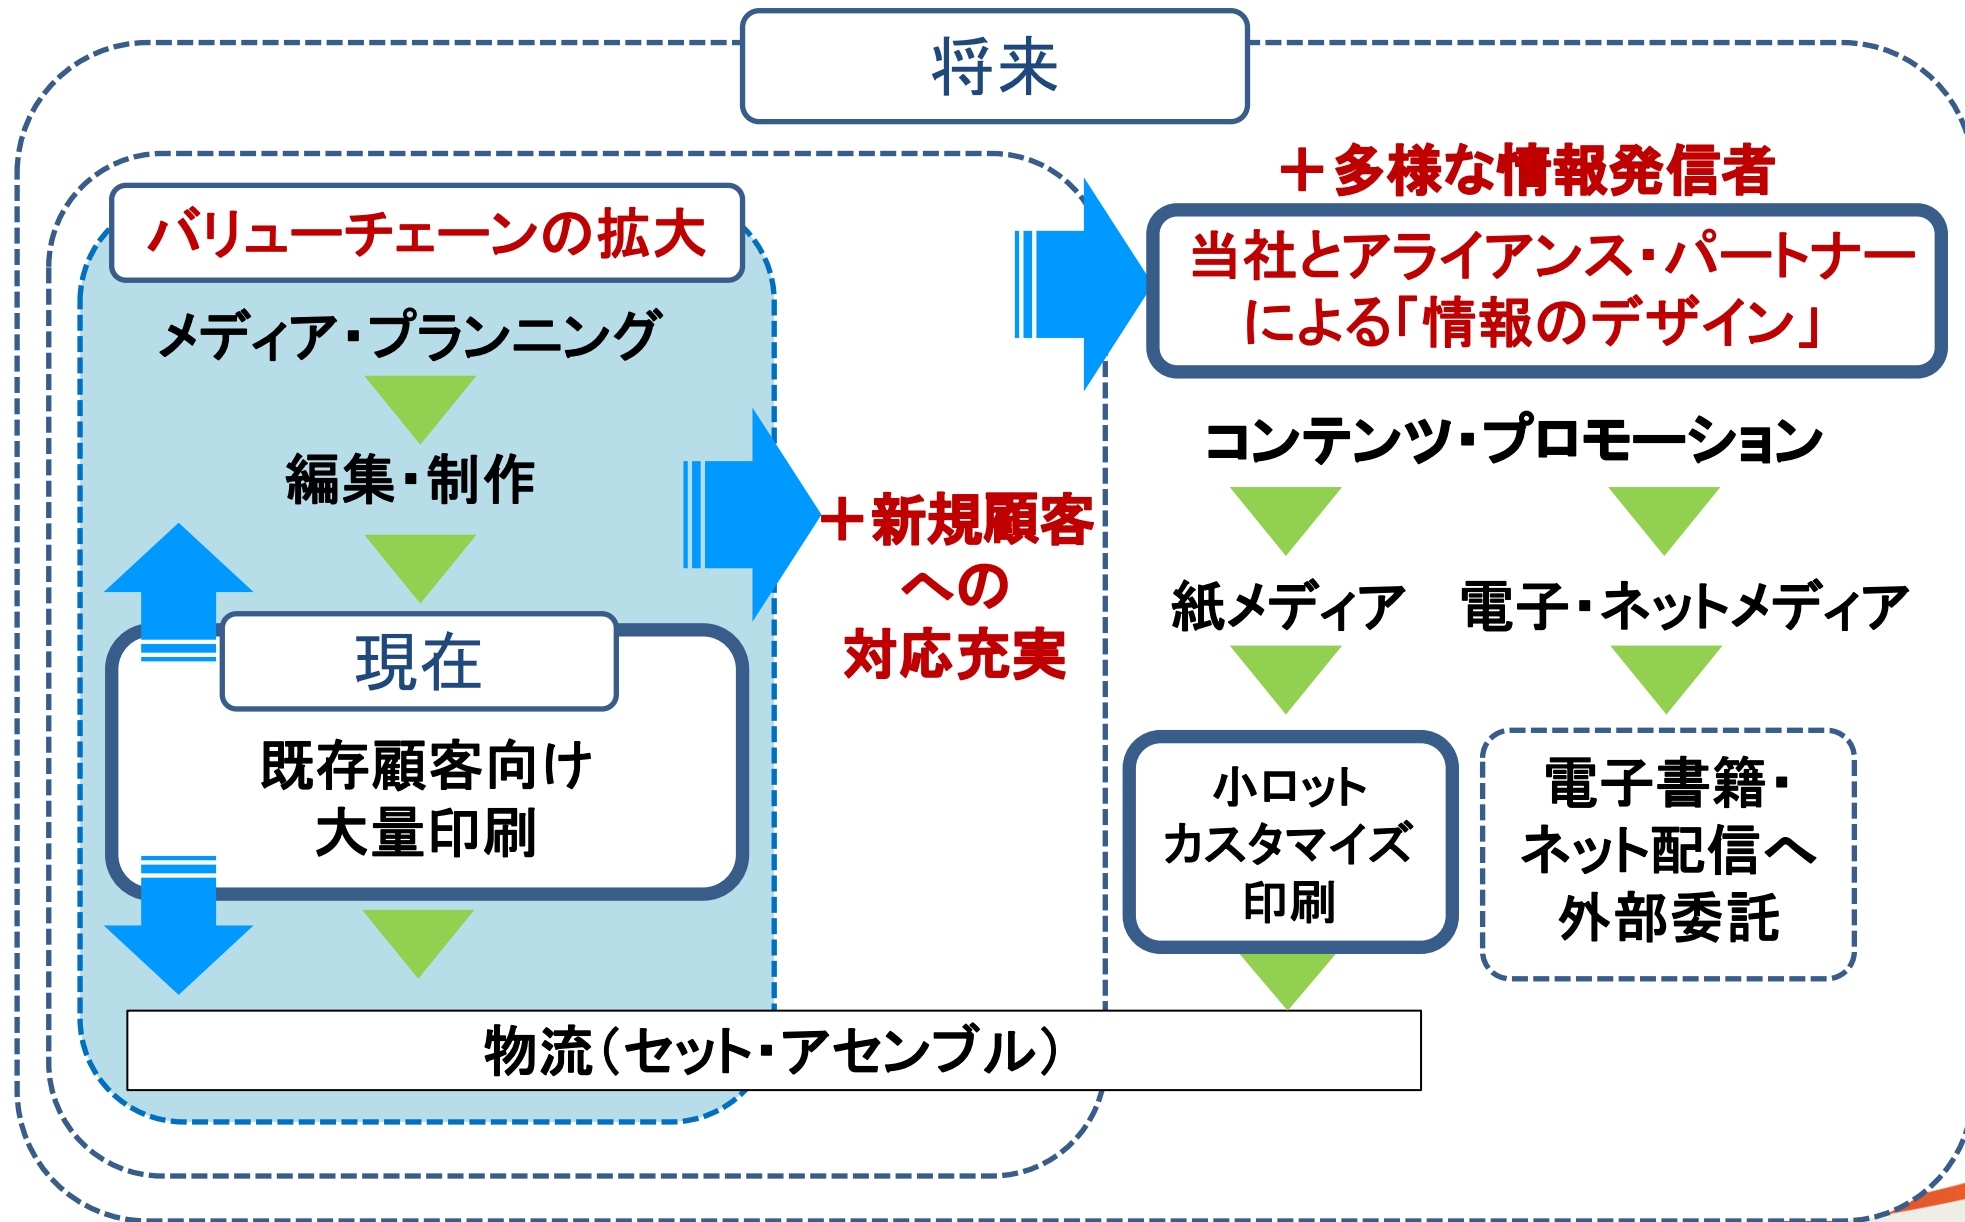 将来
バリューチェーンの拡大
メディア・プランニング
編集・制作
現在
既存顧客向け
大量印刷
＋新規顧客
への
対応充実
＋多様な情報発信者
当社とアライアンス・パートナー
による「情報のデザイン」
コンテンツ・プロモーション
紙メディア
電子・ネットメディア
小ロット
カスタマイズ
印刷
電子書籍・
ネット配信へ
外部委託
物流（セット・アセンブル）